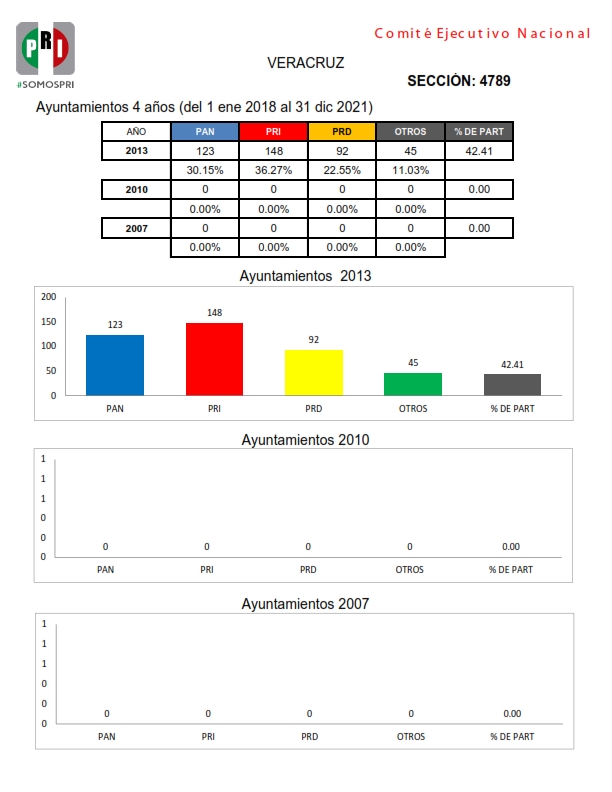 PRI
#SOMOSPRI
Comité Ejecutivo Nacional
VERACRUZ
SECCIÓN: 4789
Ayuntamientos 4 años (del 1 ene 2018 al 31 dic 2021)
AÑO PAN PRI PRD OTROS % DE PART
2013 123 148 92 45 42.41
30.15% 36.27% 22.55% 11.03%
2010 0 0 0 0 0.00
0.00% 0.00% 0.00% 0.00%
2007 0 0 0 0 0.00
0.00% 0.00% 0.00% 0.00%
Ayuntamientos 2013
200
150
100
50
0
123 148 92 45 42.41
PAN PRI PRD OTROS % DE PART
Ayuntamientos 2010
1
1
1
0
0
0
0 0 0 0 0.00
PAN PRI PRD OTROS % DE PART
Ayuntamientos 2007
1
1
1
0
0
0
0 0 0 0 0.00
PAN PRI PRD OTROS % DE PART